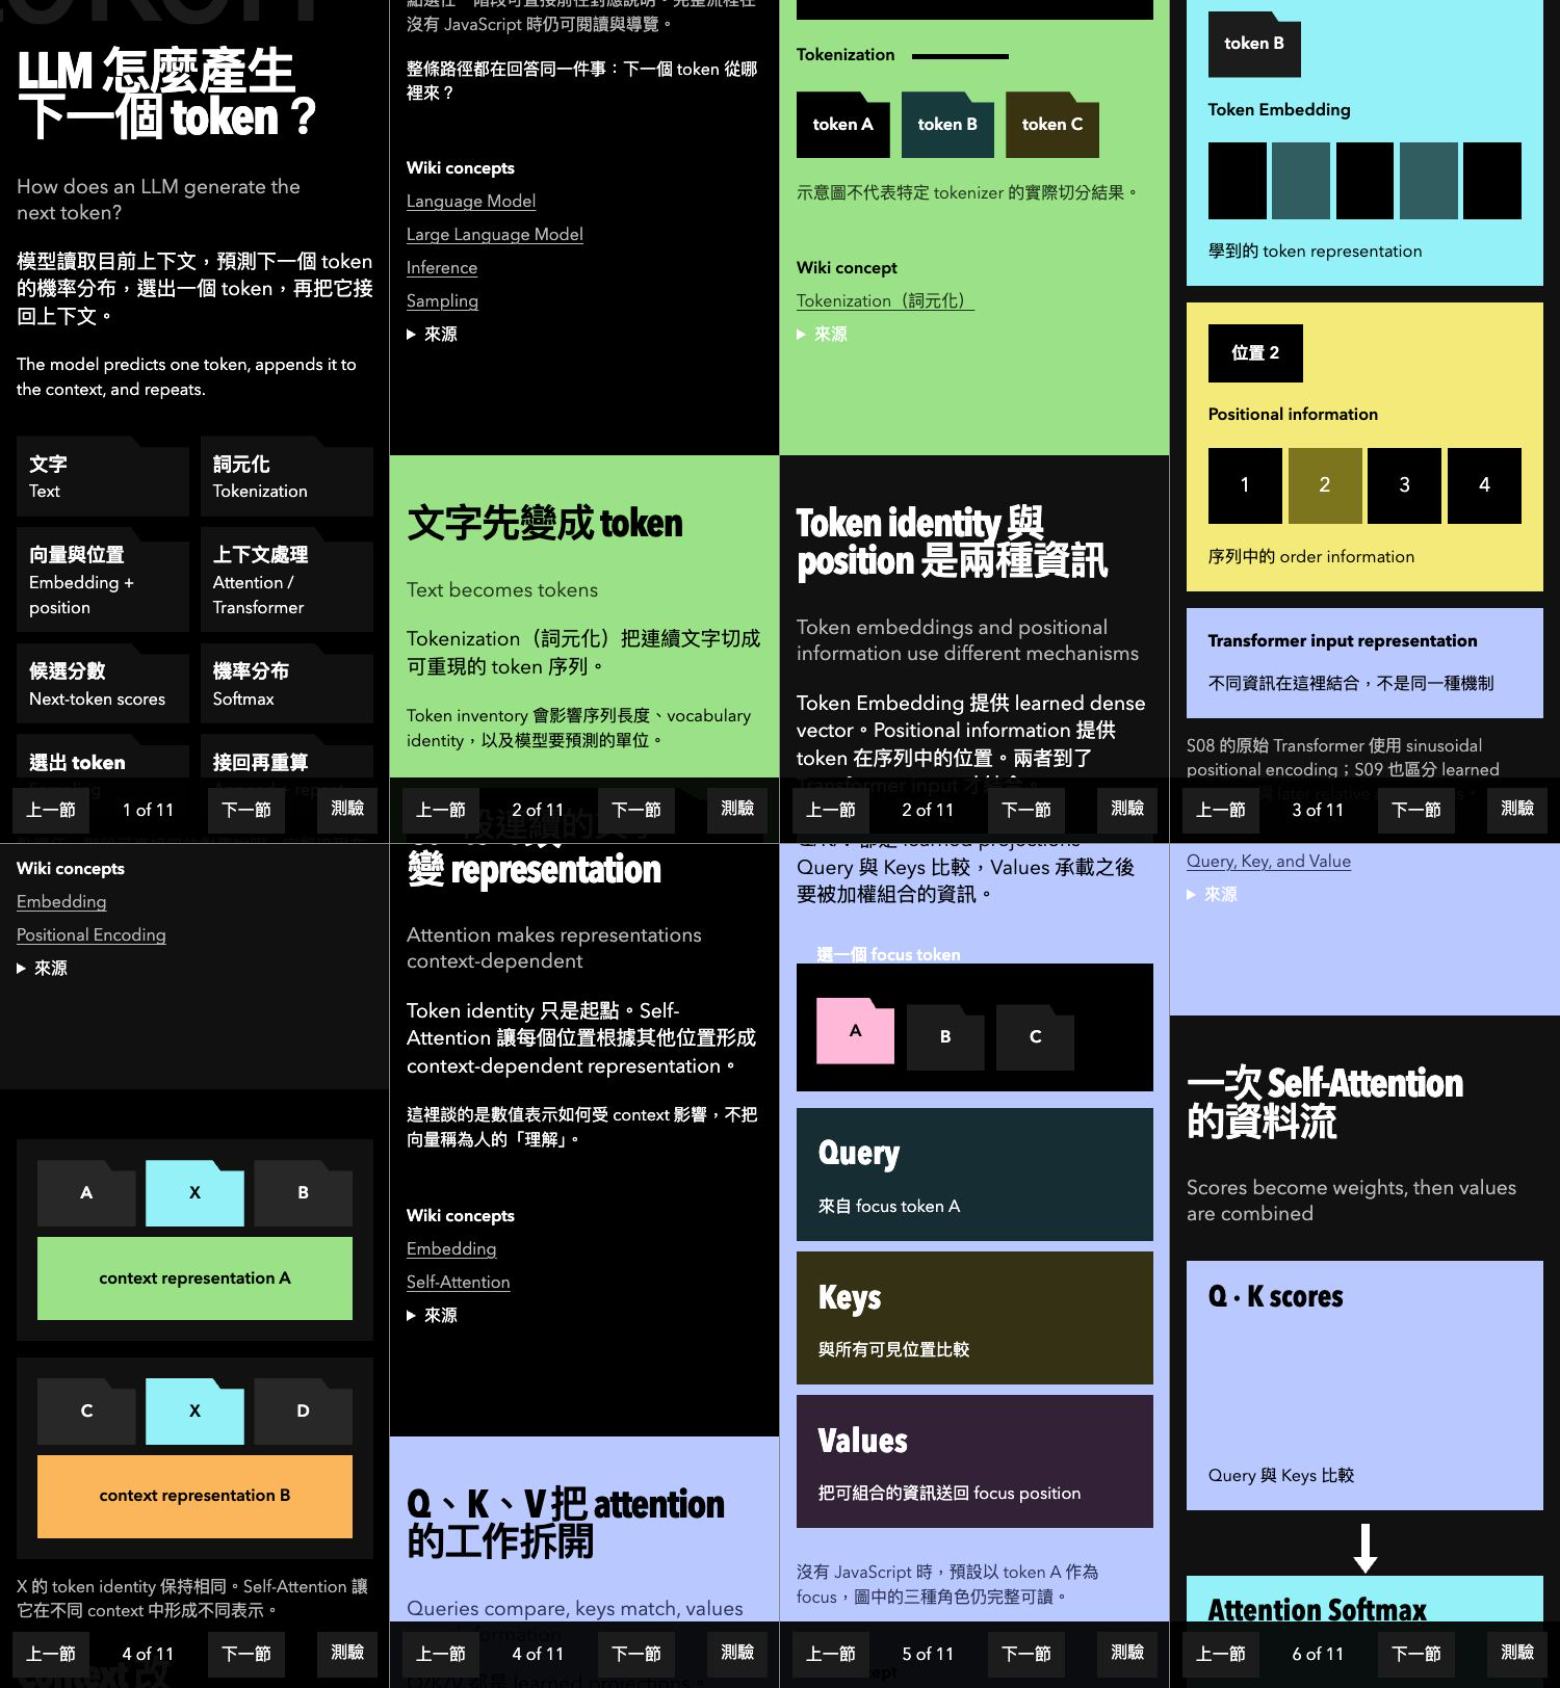 LLM 怎麼產生
下一個 token？
How does an LLM generate the
next token?
模型讀取目前上下文，預測下一個 token
的機率分布，選出一個 token，再把它接
回上下文。
The model predicts one token, appends it to
the context, and repeats.
文字
Text
詞元化
Tokenization
向量與位置
Embedding +
position
上下文處理
Attention /
Transformer
候選分數
Next-token scores
機率分布
Softmax
選出 token
接回再重算
上一節
1 of 11
下一節
測驗
沒有 JavaScript 時仍可閱讀與導覽。
整條路徑都在回答同一件事：下一個 token 從哪
裡來？
Wiki concepts
Language Model
Large Language Model
Inference
Sampling
▶ 來源
文字先變成 token
Text becomes tokens
Tokenization（詞元化）把連續文字切成
可重現的 token 序列。
Token inventory 會影響序列長度、vocabulary
identity，以及模型要預測的單位。
上一節
2 of 11
下一節
測驗
Tokenization
token A
token B
token C
示意圖不代表特定 tokenizer 的實際切分結果。
Wiki concept
Tokenization（詞元化）
▶ 來源
Token identity 與
position 是兩種資訊
Token embeddings and positional
information use different mechanisms
Token Embedding 提供 learned dense
vector。Positional information 提供
token 在序列中的位置。兩者到了
上一節
2 of 11
下一節
測驗
token B
Token Embedding
學到的 token representation
位置 2
Positional information
1
2
3
4
序列中的 order information
Transformer input representation
不同資訊在這裡結合，不是同一種機制
S08 的原始 Transformer 使用 sinusoidal
positional encoding；S09 也區分 learned
上一節
3 of 11
下一節
測驗
Wiki concepts
Embedding
Positional Encoding
▶ 來源
A
X
B
context representation A
C
X
D
context representation B
X 的 token identity 保持相同。Self-Attention 讓
它在不同 context 中形成不同表示。
上一節
4 of 11
下一節
測驗
變 representation
Attention makes representations
context-dependent
Token identity 只是起點。Self-
Attention 讓每個位置根據其他位置形成
context-dependent representation。
這裡談的是數值表示如何受 context 影響，不把
向量稱為人的「理解」。
Wiki concepts
Embedding
Self-Attention
▶ 來源
Q、K、V 把 attention
的工作拆開
Queries compare, keys match, values
上一節
4 of 11
下一節
測驗
Query 與 Keys 比較，Values 承載之後
要被加權組合的資訊。
選一個 focus token
A
B
C
Query
來自 focus token A
Keys
與所有可見位置比較
Values
把可組合的資訊送回 focus position
沒有 JavaScript 時，預設以 token A 作為
focus，圖中的三種角色仍完整可讀。
上一節
5 of 11
下一節
測驗
Query, Key, and Value
▶ 來源
一次 Self-Attention
的資料流
Scores become weights, then values
are combined
Q · K scores
Query 與 Keys 比較
Attention Softmax
上一節
6 of 11
下一節
測驗